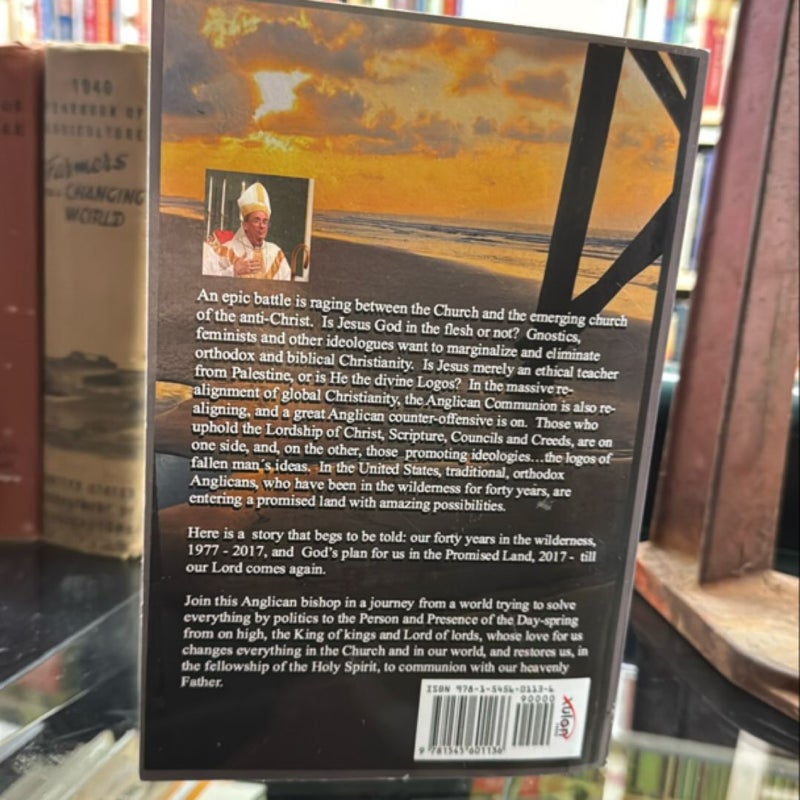 1940
YEARBOOK OF
AGRICULTURE
Farmers
CHANGING
WORLD
An epic battle is raging between the Church and the emerging church
of the anti-Christ. Is Jesus God in the flesh or not? Gnostics,
feminists and other ideologues want to marginalize and eliminate
orthodox and biblical Christianity. Is Jesus merely an ethical teacher
from Palestine, or is He the divine Logos? In the massive re-
alignment of global Christianity, the Anglican Communion is also re-
aligning, and a great Anglican counter-offensive is on. Those who
uphold the Lordship of Christ, Scripture, Councils and Creeds, are on
one side, and, on the other, those promoting ideologies...the logos of
fallen man's ideas. In the United States, traditional, orthodox
Anglicans, who have been in the wilderness for forty years, are
entering a promised land with amazing possibilities.
Here is a story that begs to be told: our forty years in the wilderness,
1977 - 2017, and God's plan for us in the Promised Land, 2017 - till
our Lord comes again.
Join this Anglican bishop in a journey from a world trying to solve
everything by politics to the Person and Presence of the Day-spring
from on high, the King of kings and Lord of lords, whose love for us
changes everything in the Church and in our world, and restores us, in
the fellowship of the Holy Spirit, to communion with our heavenly
Father.
ISBN 978-1-5456-0113-6
90000
9 781545 601136
XULON